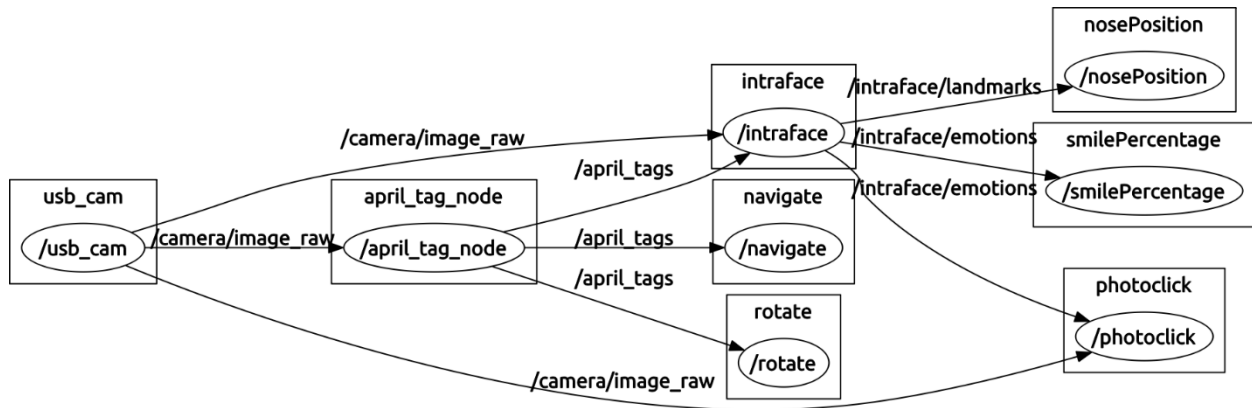 nosePosition
/nosePosition
intraface
/intraface/landmarks
/intraface
/camera/image_raw
/intraface/emotions
smilePercentage
/april_tags
/intraface/emotions
/smilePercentage
usb_cam
april_tag_node
navigate
/usb_cam
/camera/image_raw
/april_tag_node
/april_tags
/navigate
/april_tags
photoclick
rotate
/photoclick
/rotate
/camera/image_raw